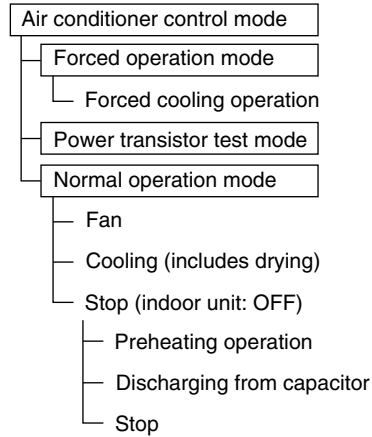 Air conditioner control mode
Forced operation mode
Forced cooling operation
Power transistor test mode
Normal operation mode
Fan
Cooling (includes drying)
Stop (indoor unit: OFF)
Preheating operation
Discharging from capacitor
Stop